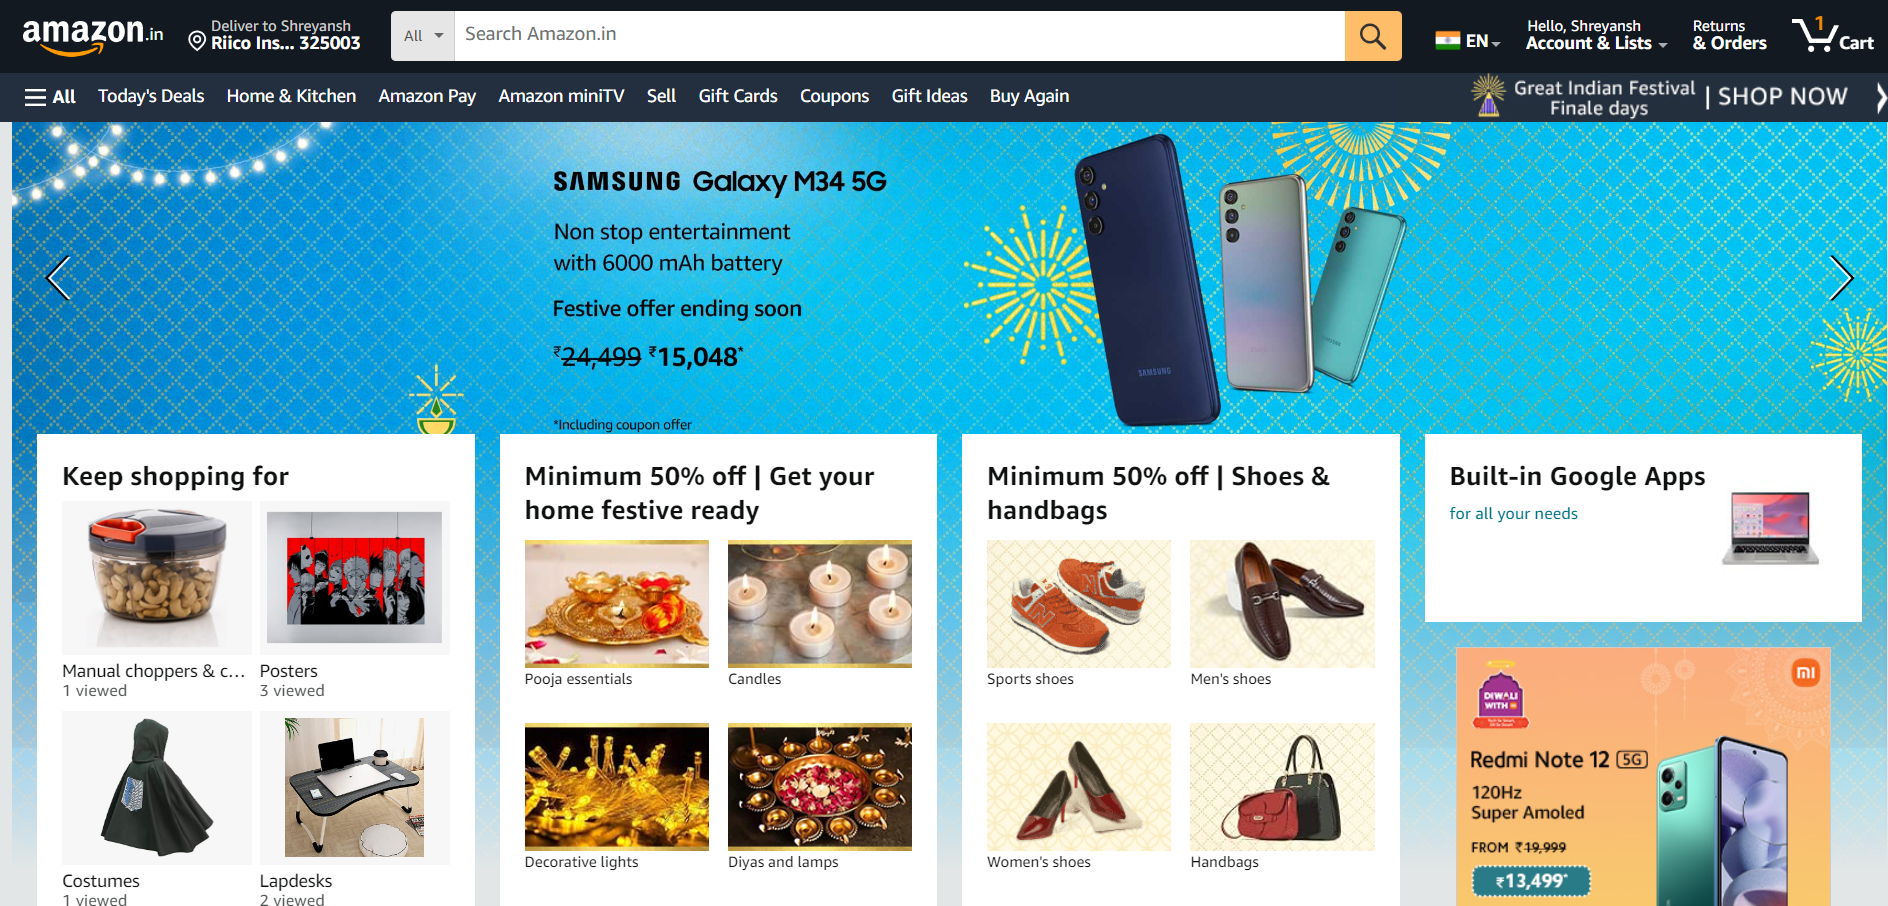 amazon.in
Deliver to Shreyansh
Riico Ins... 325003
All
Search Amazon.in
EN
Hello, Shreyansh
Account & Lists
Returns
& Orders
1
Cart
All
Today's Deals
Home & Kitchen
Amazon Pay
Amazon miniTV
Sell
Gift Cards
Coupons
Gift Ideas
Buy Again
Great Indian Festival
Finale days
| SHOP NOW
SAMSUNG Galaxy M34 5G
Non stop entertainment
with 6000 mAh battery
Festive offer ending soon
₹24,499 ₹15,048*
*Including coupon offer
SAMSUNG
Keep shopping for
Manual choppers & c...
1 viewed
Posters
3 viewed
Costumes
1 viewed
Lapdesks
2 viewed
Minimum 50% off | Get your
home festive ready
Pooja essentials
Candles
Decorative lights
Diyas and lamps
Minimum 50% off | Shoes &
handbags
Sports shoes
Men's shoes
Women's shoes
Handbags
Built-in Google Apps
for all your needs
DIWALI
WITH mi
mi
Redmi Note 12 5G
120Hz
Super Amoled
FROM ₹19,999
₹13,499*